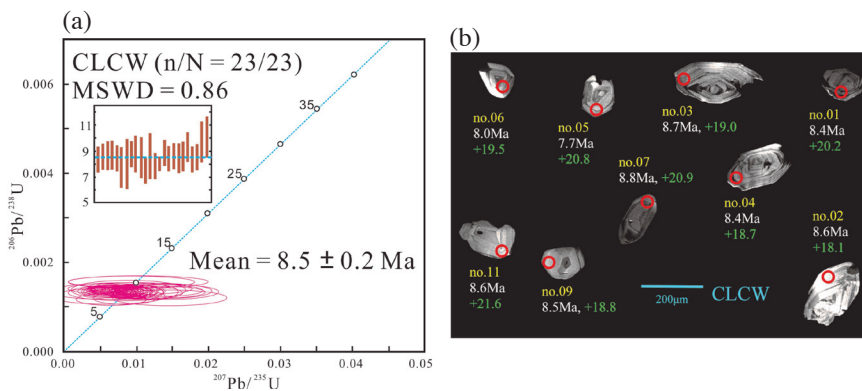 (a)
CLCW (n/N = 23/23)
MSWD = 0.86
0.006
0.004
0.002
0.000
²⁰⁶Pb/²³⁸U
11
9
7
5
35
25
15
5
Mean = 8.5 ± 0.2 Ma
0.00
0.01
0.02
0.03
0.04
0.05
²⁰⁷Pb/²³⁵U
(b)
no.06
8.0Ma
+19.5
no.05
7.7Ma
+20.8
no.03
8.7Ma, +19.0
no.01
8.4Ma
+20.2
no.07
8.8Ma, +20.9
no.04
8.4Ma
+18.7
no.02
8.6Ma
+18.1
no.11
8.6Ma
+21.6
no.09
8.5Ma, +18.8
200μm
CLCW